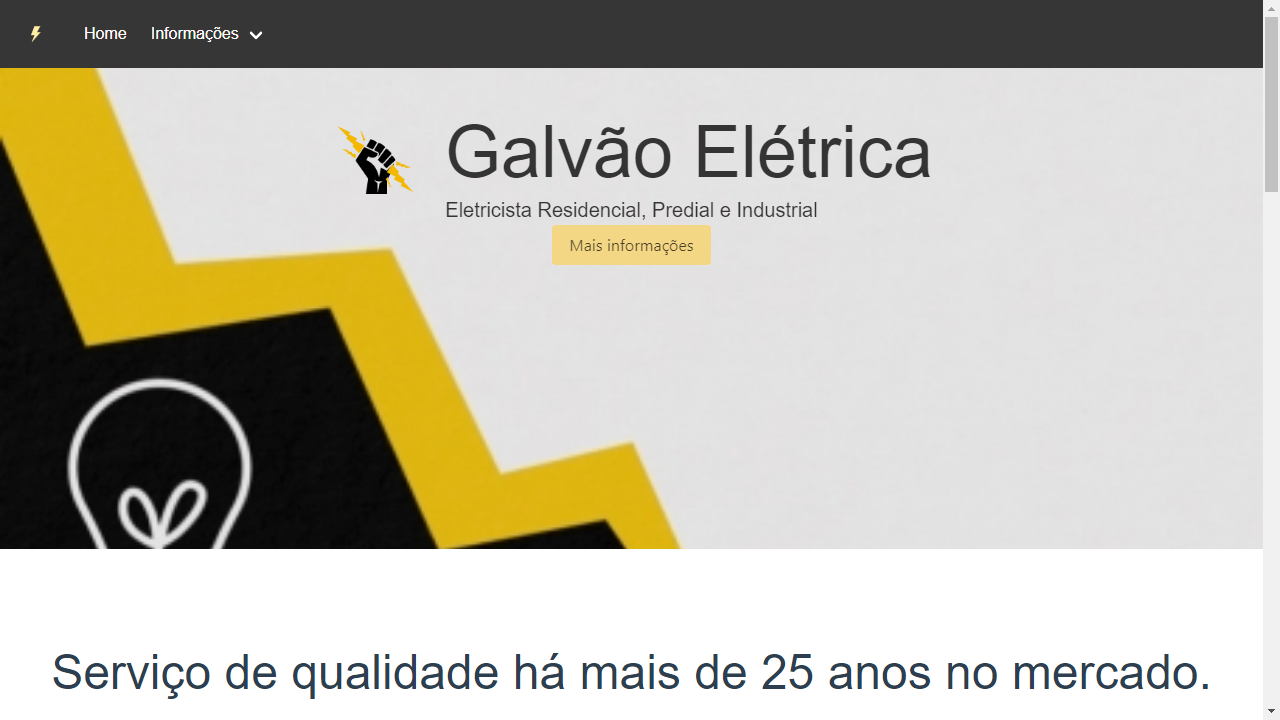 Home Informações
Galvão Elétrica
Eletricista Residencial, Predial e Industrial
Mais informações
Serviço de qualidade há mais de 25 anos no mercado.